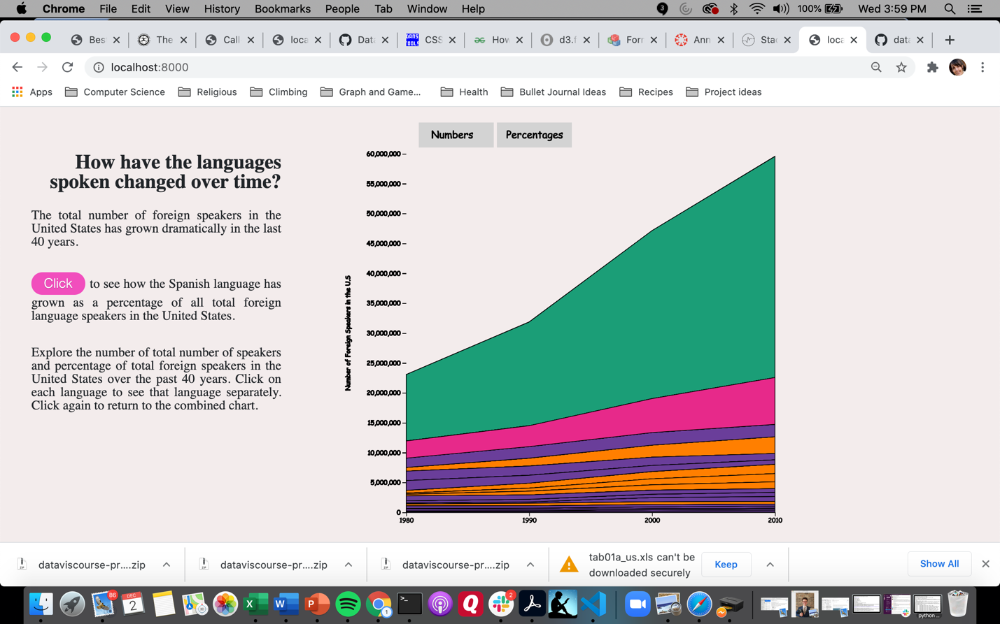 Chrome File Edit View History Bookmarks People Tab Window Help 3 100% Wed 3:59 PM
Bes The Call loca Data CSS How d3.f Forr Ann Stac loca data
localhost:8000
Apps Computer Science Religious Climbing Graph and Game... Health Bullet Journal Ideas Recipes Project ideas
Numbers Percentages
How have the languages
spoken changed over time?
The total number of foreign speakers in the
United States has grown dramatically in the last
40 years.
Click to see how the Spanish language has
grown as a percentage of all total foreign
language speakers in the United States.
Explore the number of total number of speakers
and percentage of total foreign speakers in the
United States over the past 40 years. Click on
each language to see that language separately.
Click again to return to the combined chart.
Number of Foreign Speakers in the U.S
60,000,000
55,000,000
50,000,000
45,000,000
40,000,000
35,000,000
30,000,000
25,000,000
20,000,000
15,000,000
10,000,000
5,000,000
0
1980 1990 2000 2010
dataviscourse-pr....zip dataviscourse-pr....zip dataviscourse-pr....zip
tab01a_us.xls can't be
downloaded securely
Keep
Show All
86 DEC 2 1 2
python ...